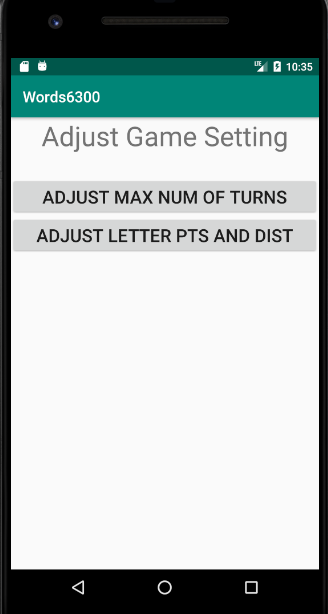 LTE 10:35
Words6300
Adjust Game Setting
ADJUST MAX NUM OF TURNS
ADJUST LETTER PTS AND DIST